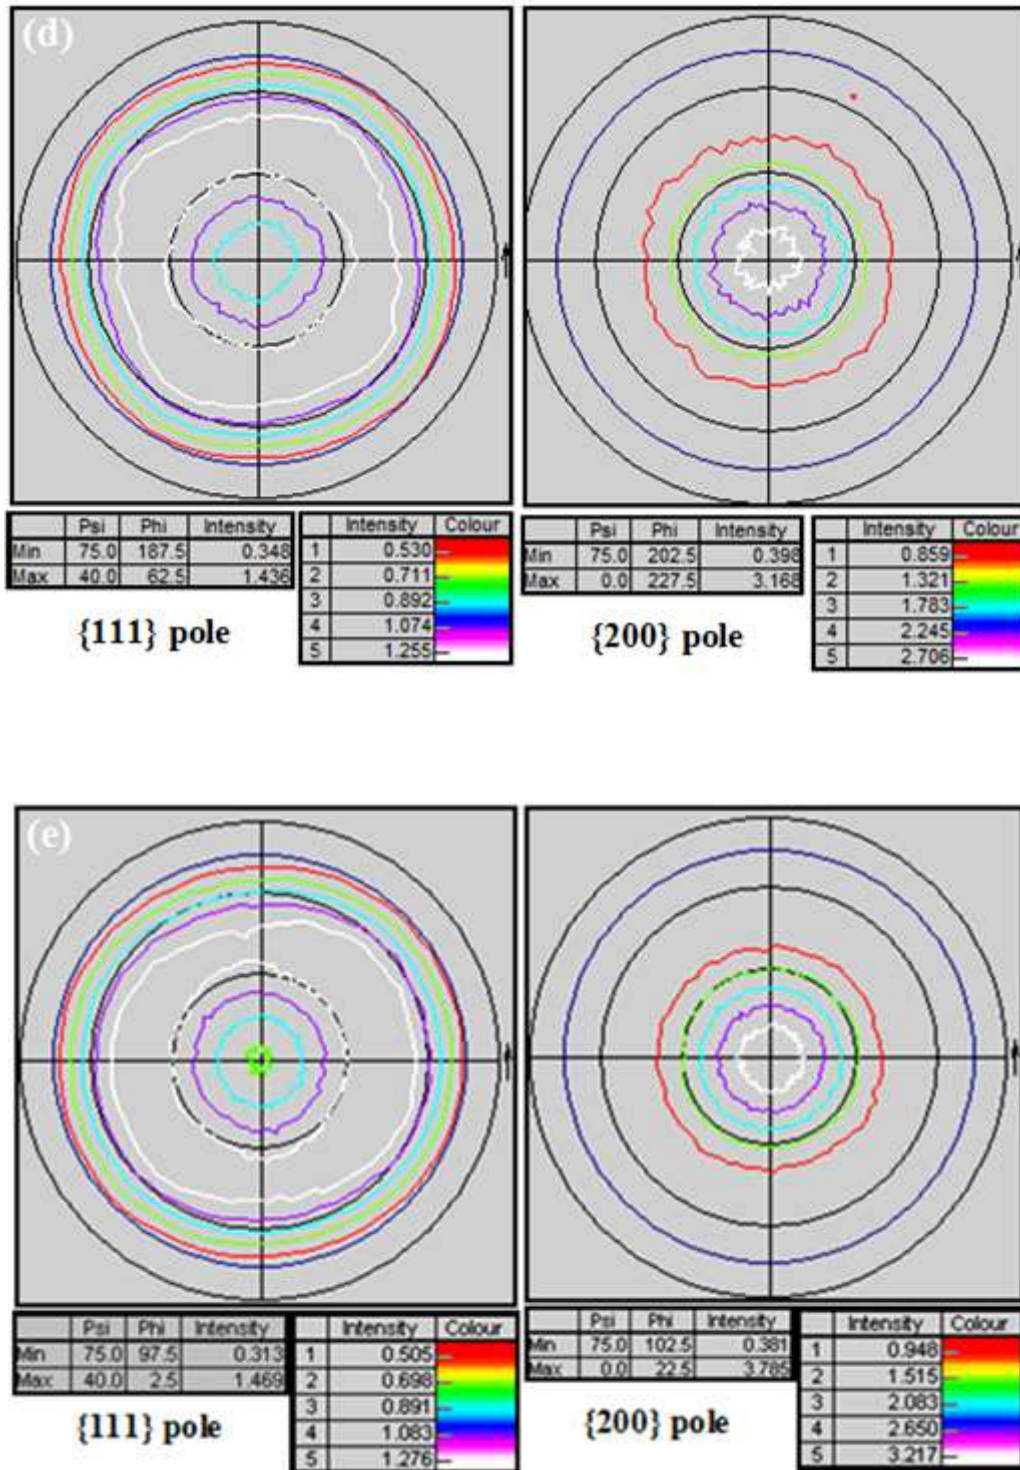 (d)
Psi Phi Intensity
Min 75.0 187.5 0.348
Max 40.0 62.5 1.436
{111} pole
Intensity Colour
1 0.530
2 0.711
3 0.892
4 1.074
5 1.255
Psi Phi Intensity
Min 75.0 202.5 0.398
Max 0.0 227.5 3.168
{200} pole
Intensity Colour
1 0.859
2 1.321
3 1.783
4 2.245
5 2.706
(e)
Psi Phi Intensity
Min 75.0 97.5 0.313
Max 40.0 2.5 1.469
{111} pole
Intensity Colour
1 0.505
2 0.698
3 0.891
4 1.083
5 1.276
Psi Phi Intensity
Min 75.0 102.5 0.381
Max 0.0 22.5 3.785
{200} pole
Intensity Colour
1 0.948
2 1.515
3 2.083
4 2.650
5 3.217